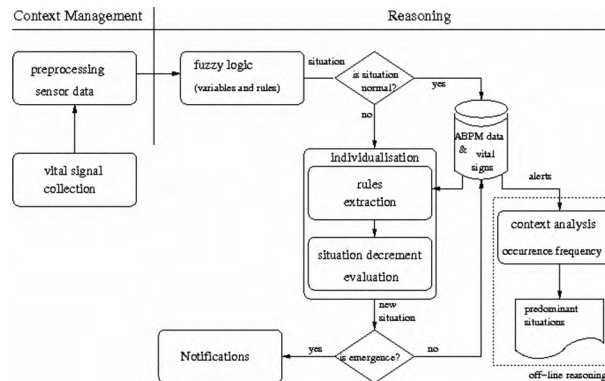 Context Management
Reasoning
preprocessing
sensor data
vital signal
collection
fuzzy logic
(variables and rules)
situation
is situation
normal?
yes
no
ABPM data
& vital
signs
individualisation
rules
extraction
situation decrement
evaluation
new
situation
is emergence?
yes
no
Notifications
alerts
context analysis
occurrence frequency
predominant
situations
off-line reasoning